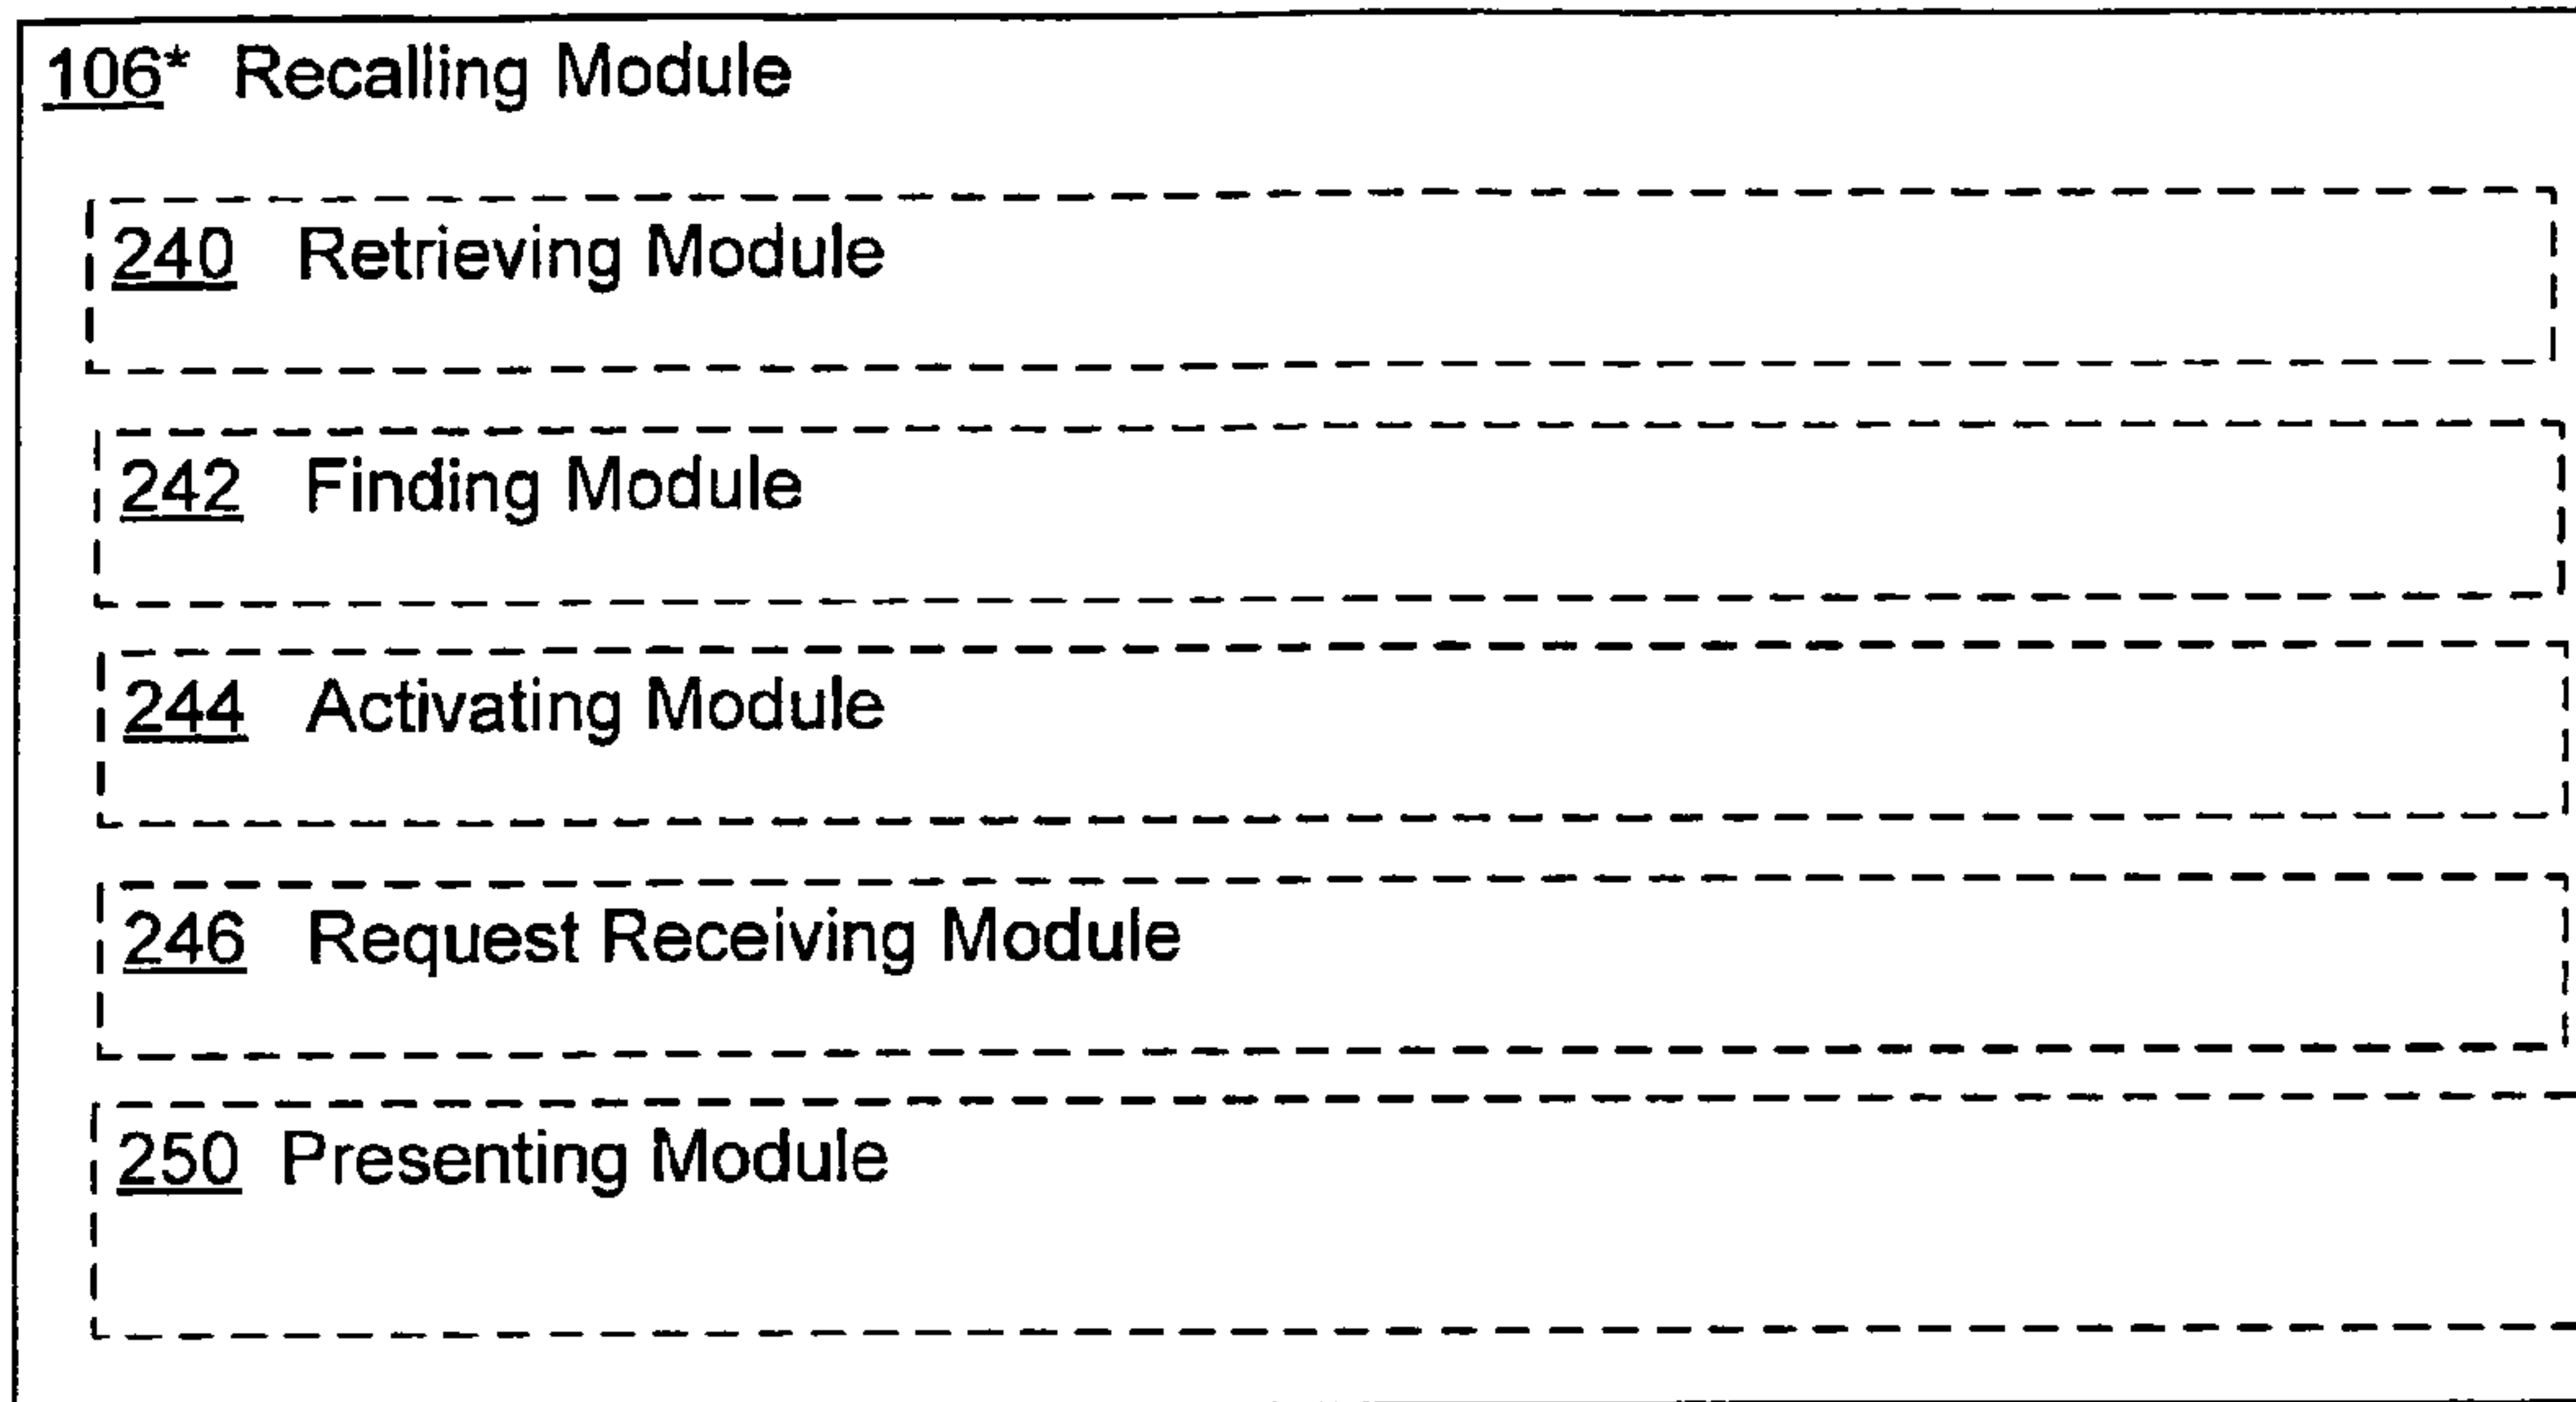 106* Recalling Module
240 Retrieving Module
242 Finding Module
244 Activating Module
246 Request Receiving Module
250 Presenting Module